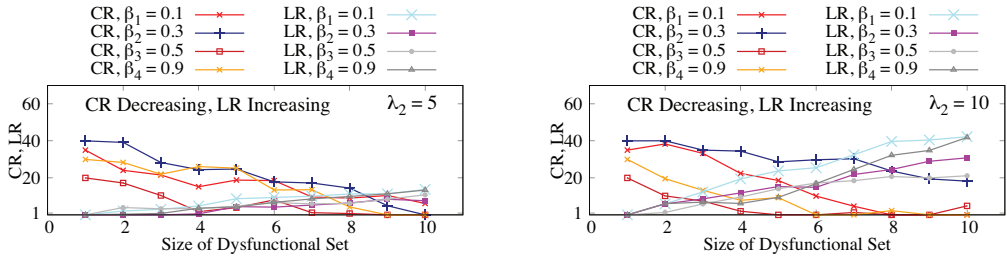 CR, β1 = 0.1
LR, β1 = 0.1
CR, β2 = 0.3
LR, β2 = 0.3
CR, β3 = 0.5
LR, β3 = 0.5
CR, β4 = 0.9
LR, β4 = 0.9
CR Decreasing, LR Increasing
λ2 = 5
CR, LR
60
40
20
1
0
2
4
6
8
10
Size of Dysfunctional Set
CR, β1 = 0.1
LR, β1 = 0.1
CR, β2 = 0.3
LR, β2 = 0.3
CR, β3 = 0.5
LR, β3 = 0.5
CR, β4 = 0.9
LR, β4 = 0.9
CR Decreasing, LR Increasing
λ2 = 10
CR, LR
60
40
20
1
0
2
4
6
8
10
Size of Dysfunctional Set